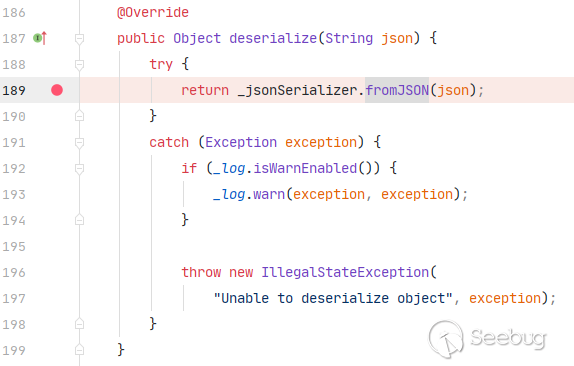 186 @Override
187 public Object deserialize(String json) {
188 try {
189 return _jsonSerializer.fromJSON(json);
190 }
191 catch (Exception exception) {
192 if (_log.isWarnEnabled()) {
193 _log.warn(exception, exception);
194 }
195
196 throw new IllegalStateException(
197 "Unable to deserialize object", exception);
198 }
199 }
Seebug